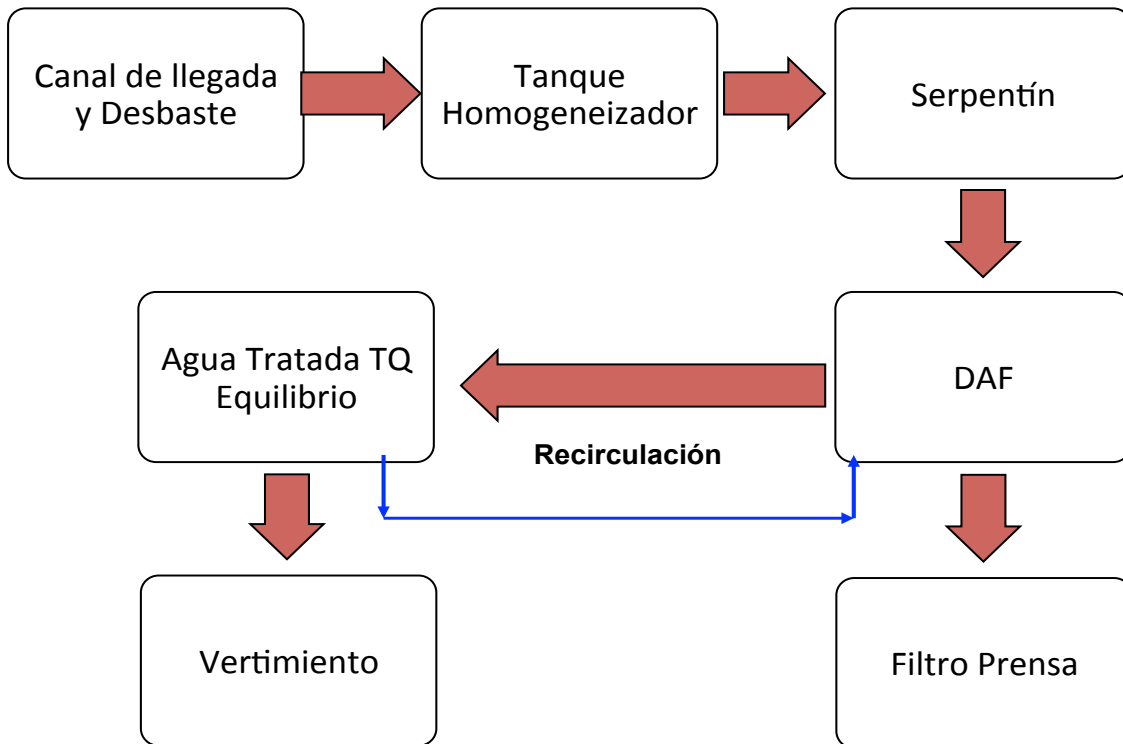 Canal de llegada
y Desbaste
Tanque
Homogeneizador
Serpentín
Agua Tratada TQ
Equilibrio
DAF
Recirculación
Vertimiento
Filtro Prensa